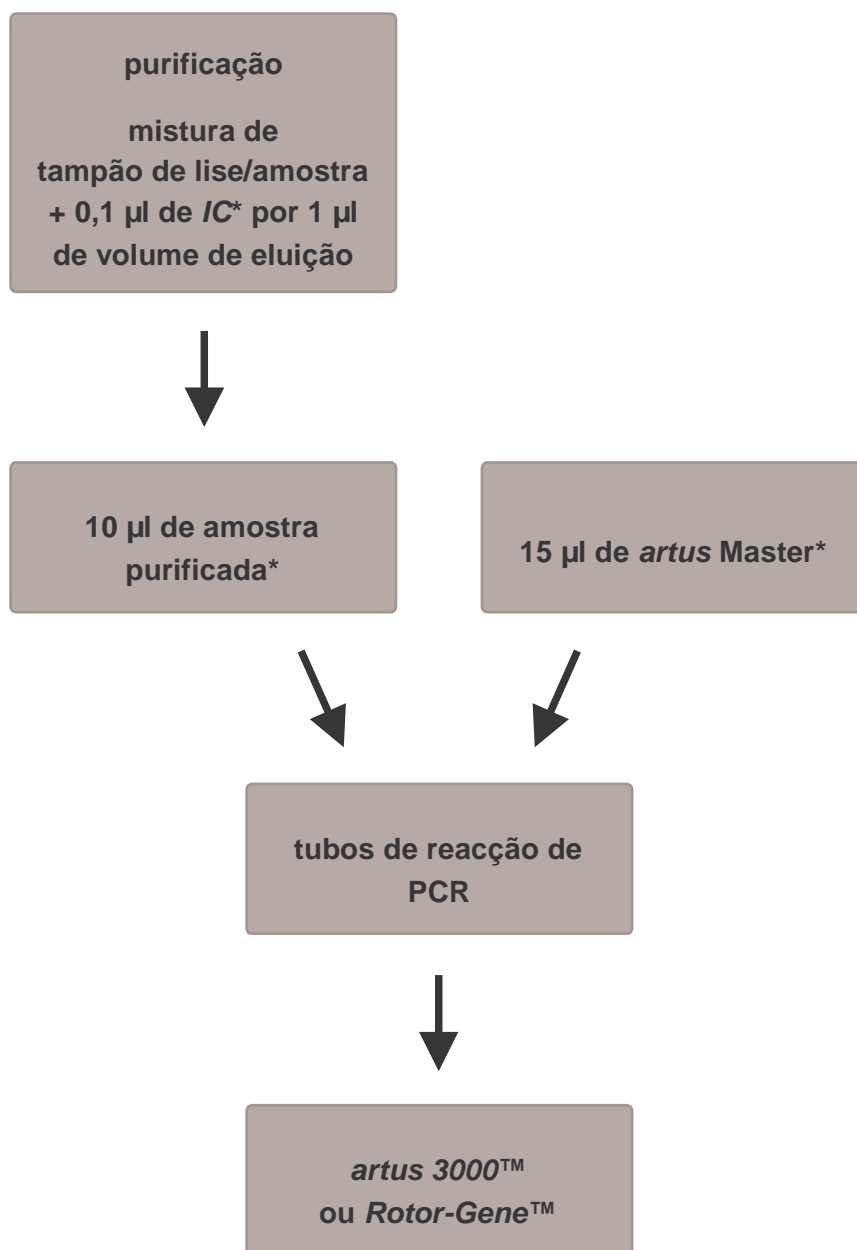 purificação
mistura de
tampão de lise/amostra
+ 0,1 µl de IC* por 1 µl
de volume de eluição
10 µl de amostra
purificada*
15 µl de artus Master*
tubos de reacção de
PCR
artus 3000™
ou Rotor-Gene™